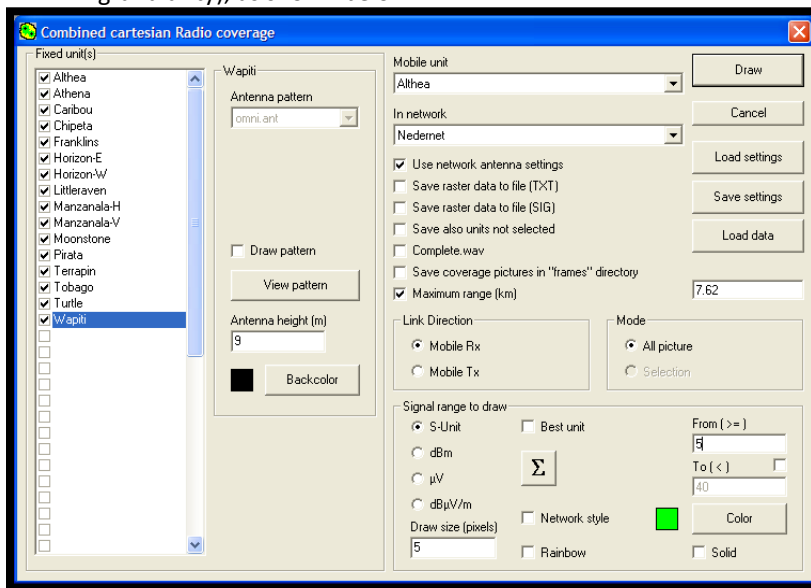 Combined cartesian Radio coverage
Fixed unit(s)
Althea
Athena
Caribou
Chipeta
Franklins
Horizon-E
Horizon-W
Littleraven
Manzanala-H
Manzanala-V
Moonstone
Pirata
Terrapin
Tobago
Turtle
Wapiti
Wapiti
Antenna pattern
omni.ant
Draw pattern
View pattern
Antenna height (m)
9
Backcolor
Mobile unit
Althea
In network
Nedernet
Use network antenna settings
Save raster data to file (TXT)
Save raster data to file (SIG)
Save also units not selected
Complete.wav
Save coverage pictures in "frames" directory
Maximum range (km)
7.62
Draw
Cancel
Load settings
Save settings
Load data
Link Direction
Mobile Rx
Mobile Tx
Mode
All picture
Selection
Signal range to draw
S-Unit
dBm
µV
dBµV/m
Draw size (pixels)
5
Best unit
Σ
Network style
Rainbow
From ( >= )
5
To ( < )
40
Color
Solid